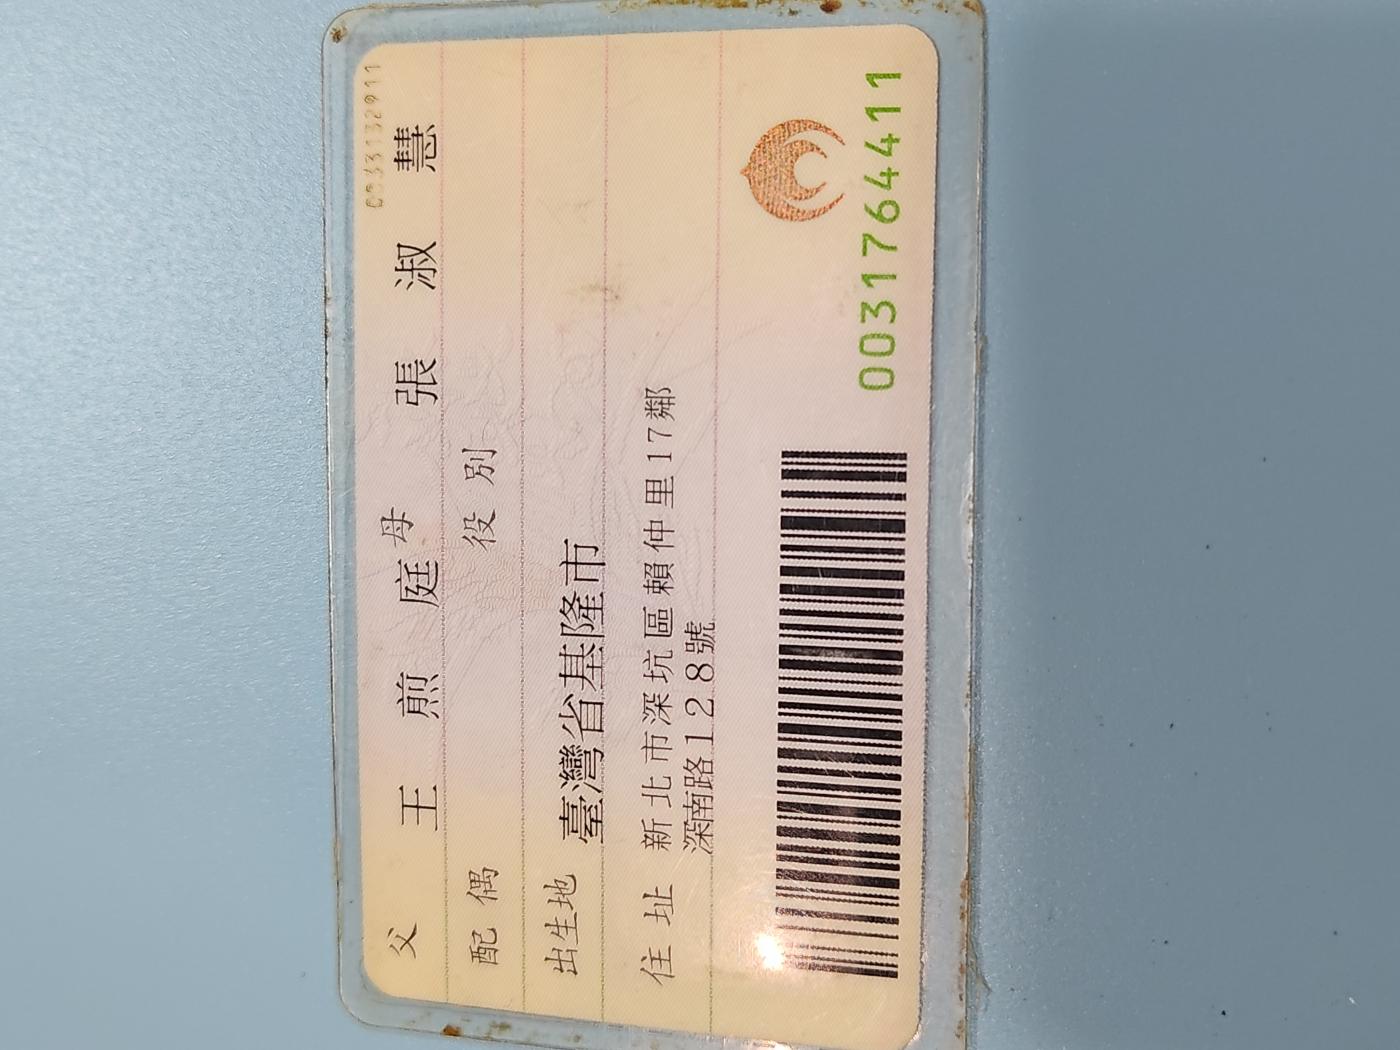 0033132911
父 王煎庭 母 張淑慧
配偶 役別
出生地 臺灣省基隆市
住址 新北市深坑區賴仲里17鄰
深南路128號
0031764411